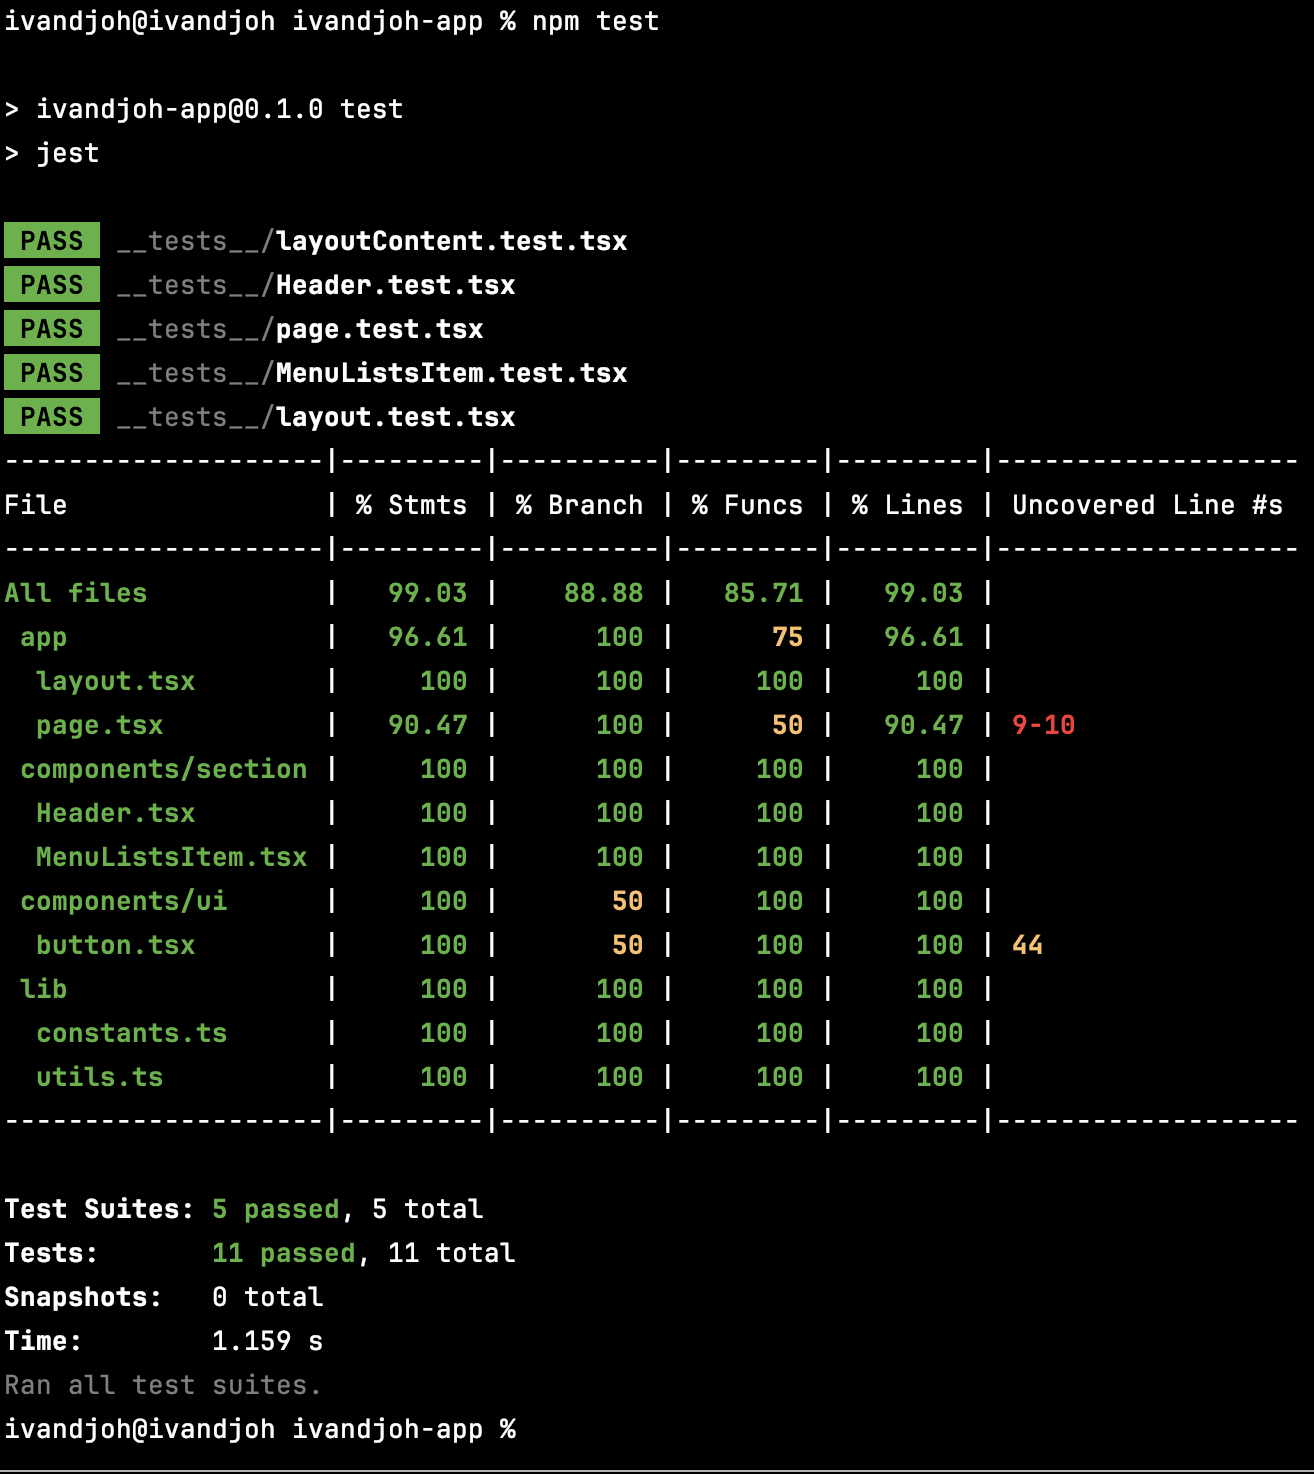 ivandjoh@ivandjoh ivandjoh-app % npm test
> ivandjoh-app@0.1.0 test
> jest
PASS __tests__/layoutContent.test.tsx
PASS __tests__/Header.test.tsx
PASS __tests__/page.test.tsx
PASS __tests__/MenuListsItem.test.tsx
PASS __tests__/layout.test.tsx
--------------------|---------|----------|---------|---------|-------------------
File                | % Stmts | % Branch | % Funcs | % Lines | Uncovered Line #s
--------------------|---------|----------|---------|---------|-------------------
All files           |   99.03 |    88.88 |   85.71 |   99.03 |
 app                |   96.61 |      100 |      75 |   96.61 |
  layout.tsx        |     100 |      100 |     100 |     100 |
  page.tsx          |   90.47 |      100 |      50 |   90.47 | 9-10
 components/section |     100 |      100 |     100 |     100 |
  Header.tsx        |     100 |      100 |     100 |     100 |
  MenuListsItem.tsx |     100 |      100 |     100 |     100 |
 components/ui      |     100 |       50 |     100 |     100 |
  button.tsx        |     100 |       50 |     100 |     100 | 44
 lib                |     100 |      100 |     100 |     100 |
  constants.ts      |     100 |      100 |     100 |     100 |
  utils.ts          |     100 |      100 |     100 |     100 |
--------------------|---------|----------|---------|---------|-------------------
Test Suites: 5 passed, 5 total
Tests:       11 passed, 11 total
Snapshots:   0 total
Time:        1.159 s
Ran all test suites.
ivandjoh@ivandjoh ivandjoh-app %